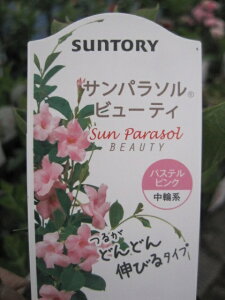 SUNTORY
サンパラソル®
ビューティ
Sun Parasol
BEAUTY
パステル
ピンク
中輪系
つるが
どんどん
伸びるタイプ